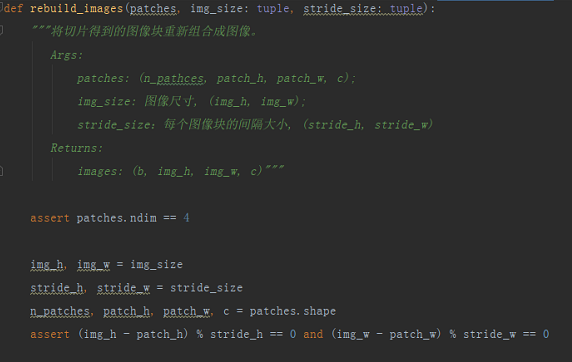 def rebuild_images(patches, img_size: tuple, stride_size: tuple):
"""将切片得到的图像块重新组合成图像。
Args:
patches: (n_pathces, patch_h, patch_w, c);
img_size: 图像尺寸, (img_h, img_w);
stride_size: 每个图像块的间隔大小, (stride_h, stride_w)
Returns:
images: (b, img_h, img_w, c)"""
assert patches.ndim == 4
img_h, img_w = img_size
stride_h, stride_w = stride_size
n_patches, patch_h, patch_w, c = patches.shape
assert (img_h - patch_h) % stride_h == 0 and (img_w - patch_w) % stride_w == 0